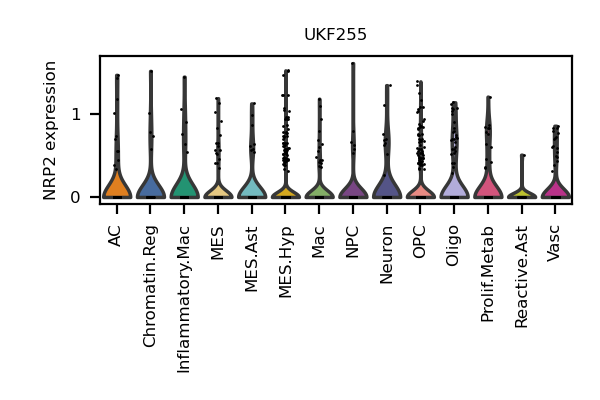 UKF255
NRP2 expression
1
0
AC
Chromatin.Reg
Inflammatory.Mac
MES
MES.Ast
MES.Hyp
Mac
NPC
Neuron
OPC
Oligo
Prolif.Metab
Reactive.Ast
Vasc